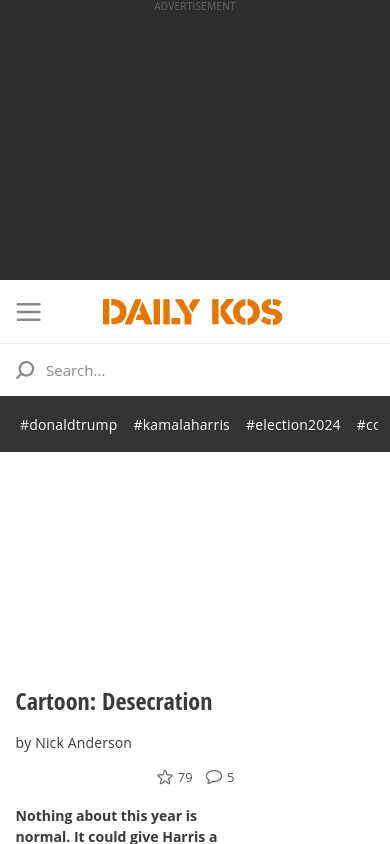 ADVERTISEMENT
DAILY KOS
Search...
#donaldtrump #kamalaharris #election2024
Cartoon: Desecration
by Nick Anderson
79 5
Nothing about this year is
normal. It could give Harris a